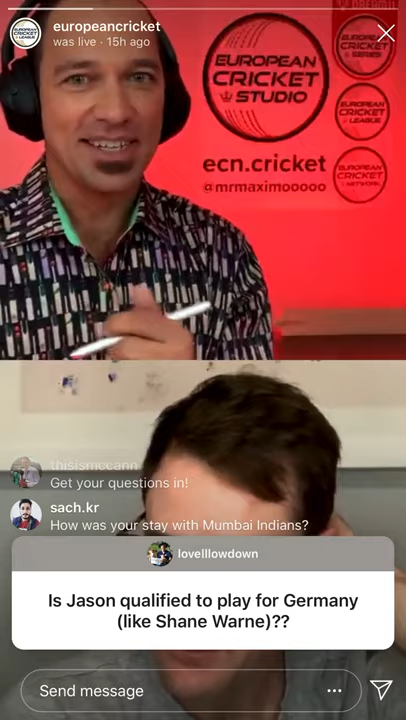 europeancricket
was live · 15h ago
EUROPEAN
CRICKET
STUDIO
ecn.cricket
@mrmaximooooo
EUROPEAN
CRICKET
SERIES
EUROPEAN
CRICKET
LEAGUE
EUROPEAN
CRICKET
NETWORK
thisismccann
Get your questions in!
sach.kr
How was your stay with Mumbai Indians?
lovelllowdown
Is Jason qualified to play for Germany
(like Shane Warne)??
Send message